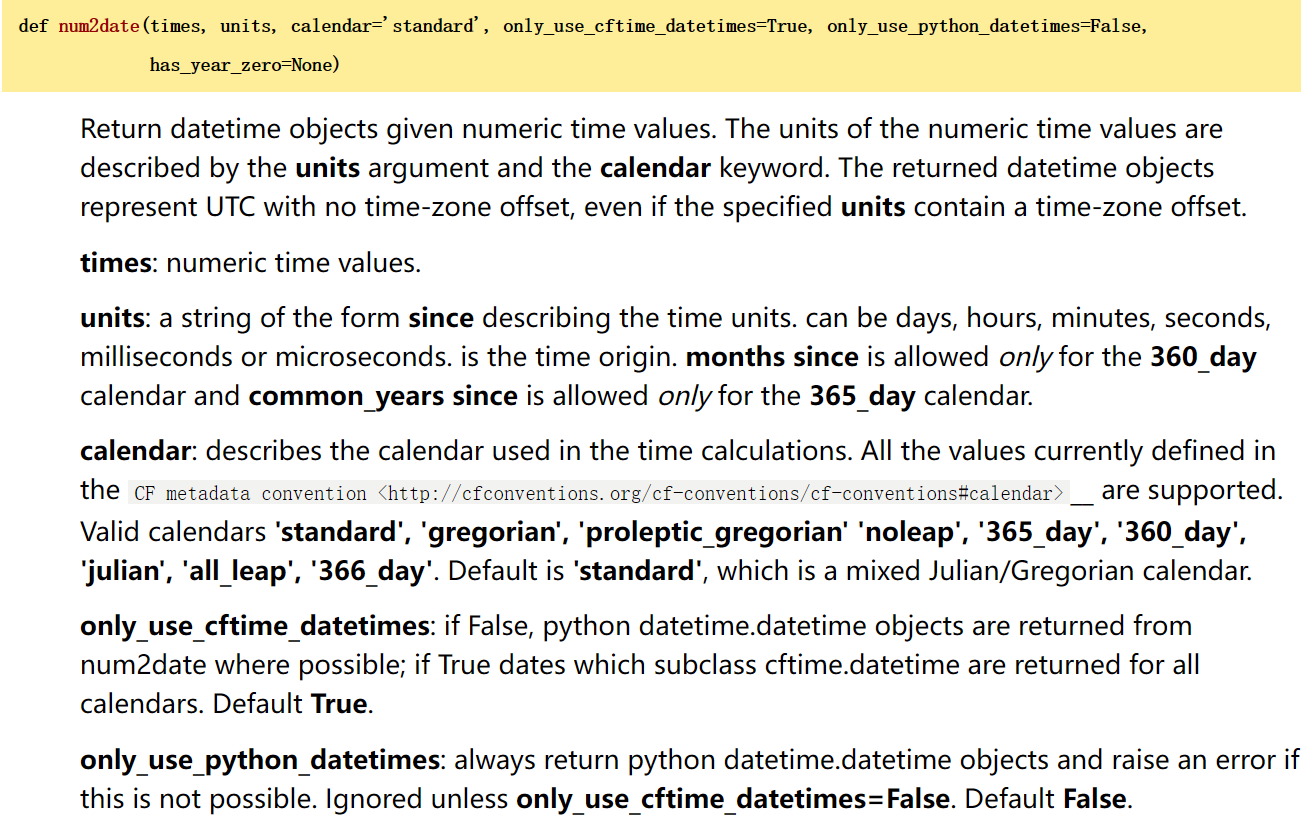 def num2date(times, units, calendar='standard', only_use_cftime_datetimes=True, only_use_python_datetimes=False,
has_year_zero=None)
Return datetime objects given numeric time values. The units of the numeric time values are
described by the units argument and the calendar keyword. The returned datetime objects
represent UTC with no time-zone offset, even if the specified units contain a time-zone offset.
times: numeric time values.
units: a string of the form since describing the time units. can be days, hours, minutes, seconds,
milliseconds or microseconds. is the time origin. months since is allowed only for the 360_day
calendar and common_years since is allowed only for the 365_day calendar.
calendar: describes the calendar used in the time calculations. All the values currently defined in
the CF metadata convention <http://cfconventions.org/cf-conventions/cf-conventions#calendar>__ are supported.
Valid calendars 'standard', 'gregorian', 'proleptic_gregorian' 'noleap', '365_day', '360_day',
'julian', 'all_leap', '366_day'. Default is 'standard', which is a mixed Julian/Gregorian calendar.
only_use_cftime_datetimes: if False, python datetime.datetime objects are returned from
num2date where possible; if True dates which subclass cftime.datetime are returned for all
calendars. Default True.
only_use_python_datetimes: always return python datetime.datetime objects and raise an error if
this is not possible. Ignored unless only_use_cftime_datetimes=False. Default False.